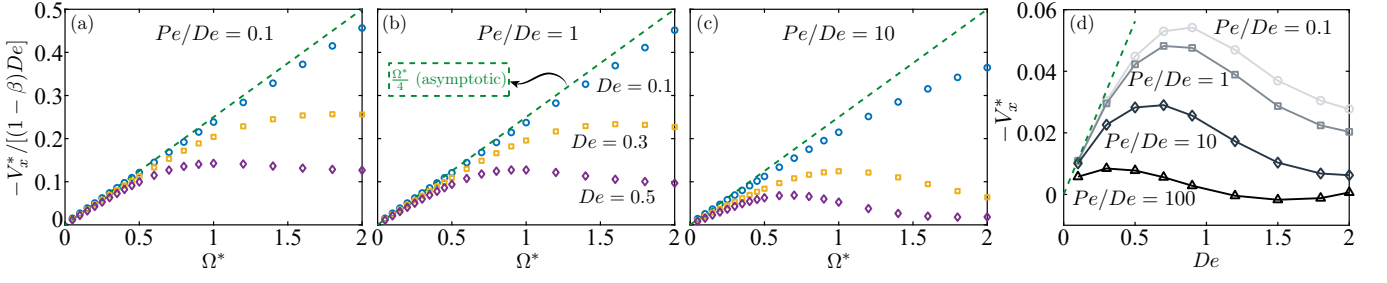 (a)
Pe/De = 0.1
−V*ₓ/[(1 − β)De]
0.5
0.4
0.3
0.2
0.1
0
0 0.5 1 1.5 2
Ω*
(b)
Pe/De = 1
Ω*/4 (asymptotic)
De = 0.1
De = 0.3
De = 0.5
0 0.5 1 1.5 2
Ω*
(c)
Pe/De = 10
0 0.5 1 1.5 2
Ω*
(d)
Pe/De = 0.1
Pe/De = 1
Pe/De = 10
Pe/De = 100
−V*ₓ
−0.06
0.04
0.02
0
0 0.5 1 1.5 2
De